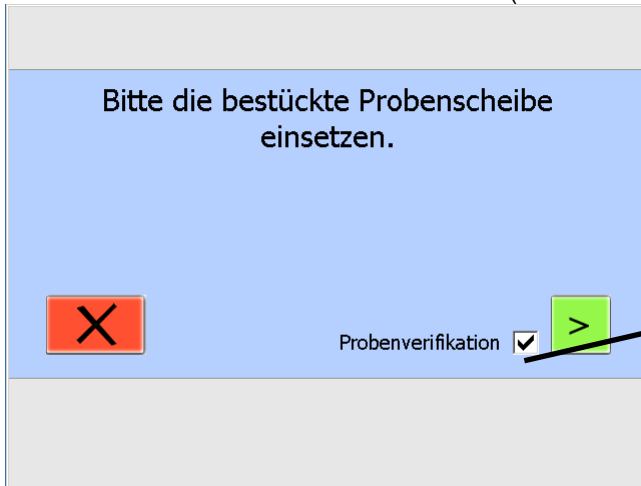 Bitte die bestückte Probenscheibe
einsetzen.
X
Probenverifikation
>